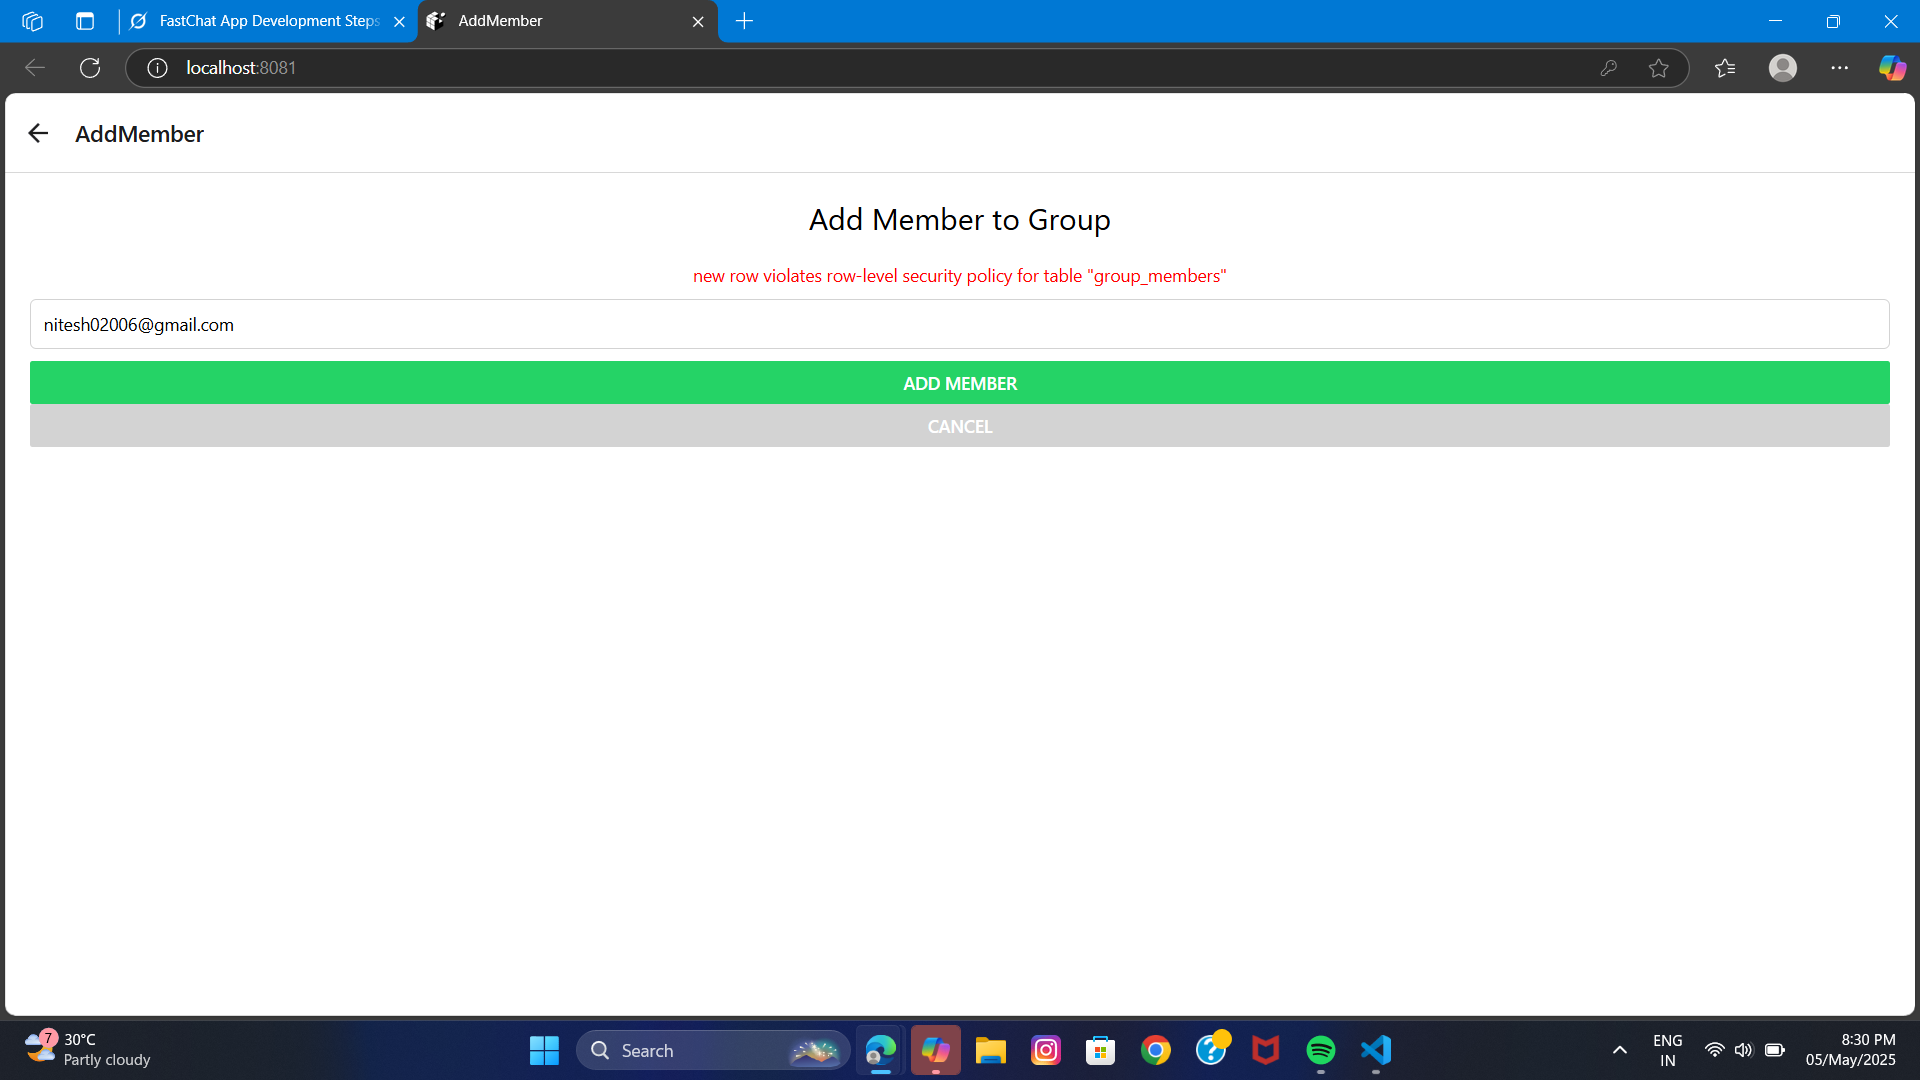 FastChat App Development Steps
AddMember
localhost:8081
AddMember
Add Member to Group
new row violates row-level security policy for table "group_members"
nitesh02006@gmail.com
ADD MEMBER
CANCEL
7
30°C
Partly cloudy
Search
ENG
IN
8:30 PM
05/May/2025